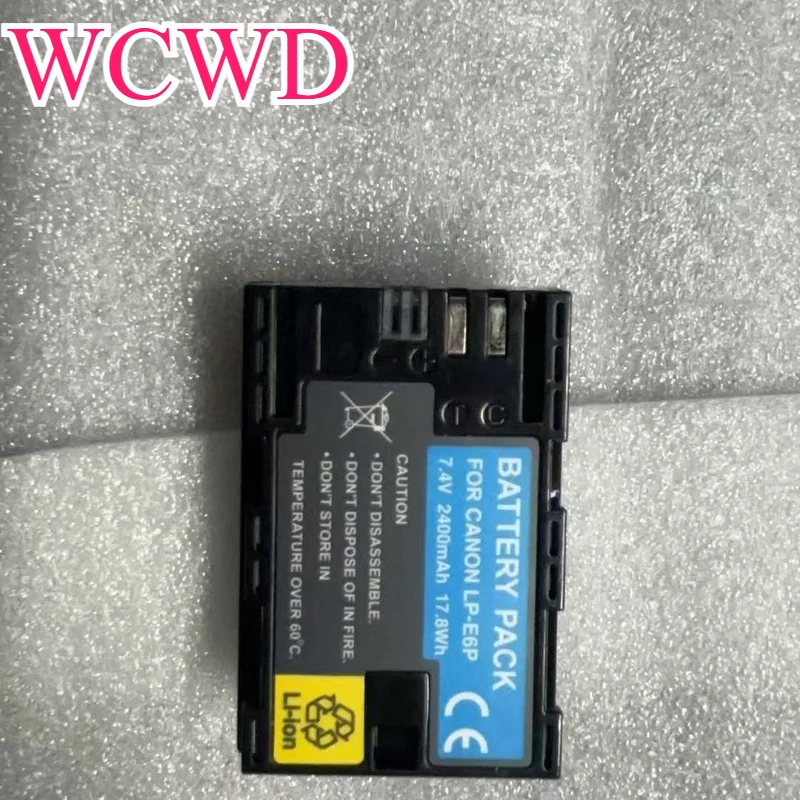 WCWD
- +
T C
BATTERY PACK
FOR CANON LP-E6P
7.4V 2400mAh 17.8Wh
CE
CAUTION
•DON'T DISASSEMBLE.
•DON'T DISPOSE OF IN FIRE.
•DON'T STORE IN
TEMPERATURE OVER 60°C.
Li-ion